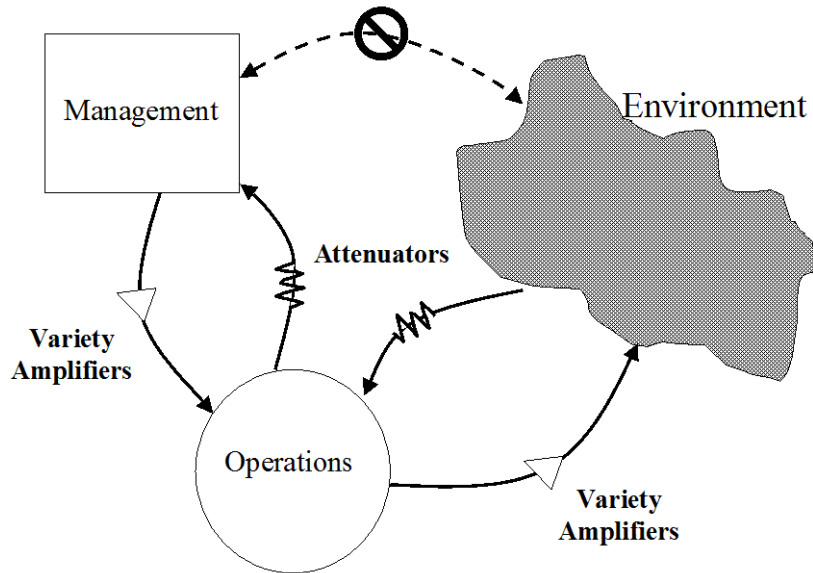 Management
Environment
Attenuators
Variety
Amplifiers
Operations
Variety
Amplifiers